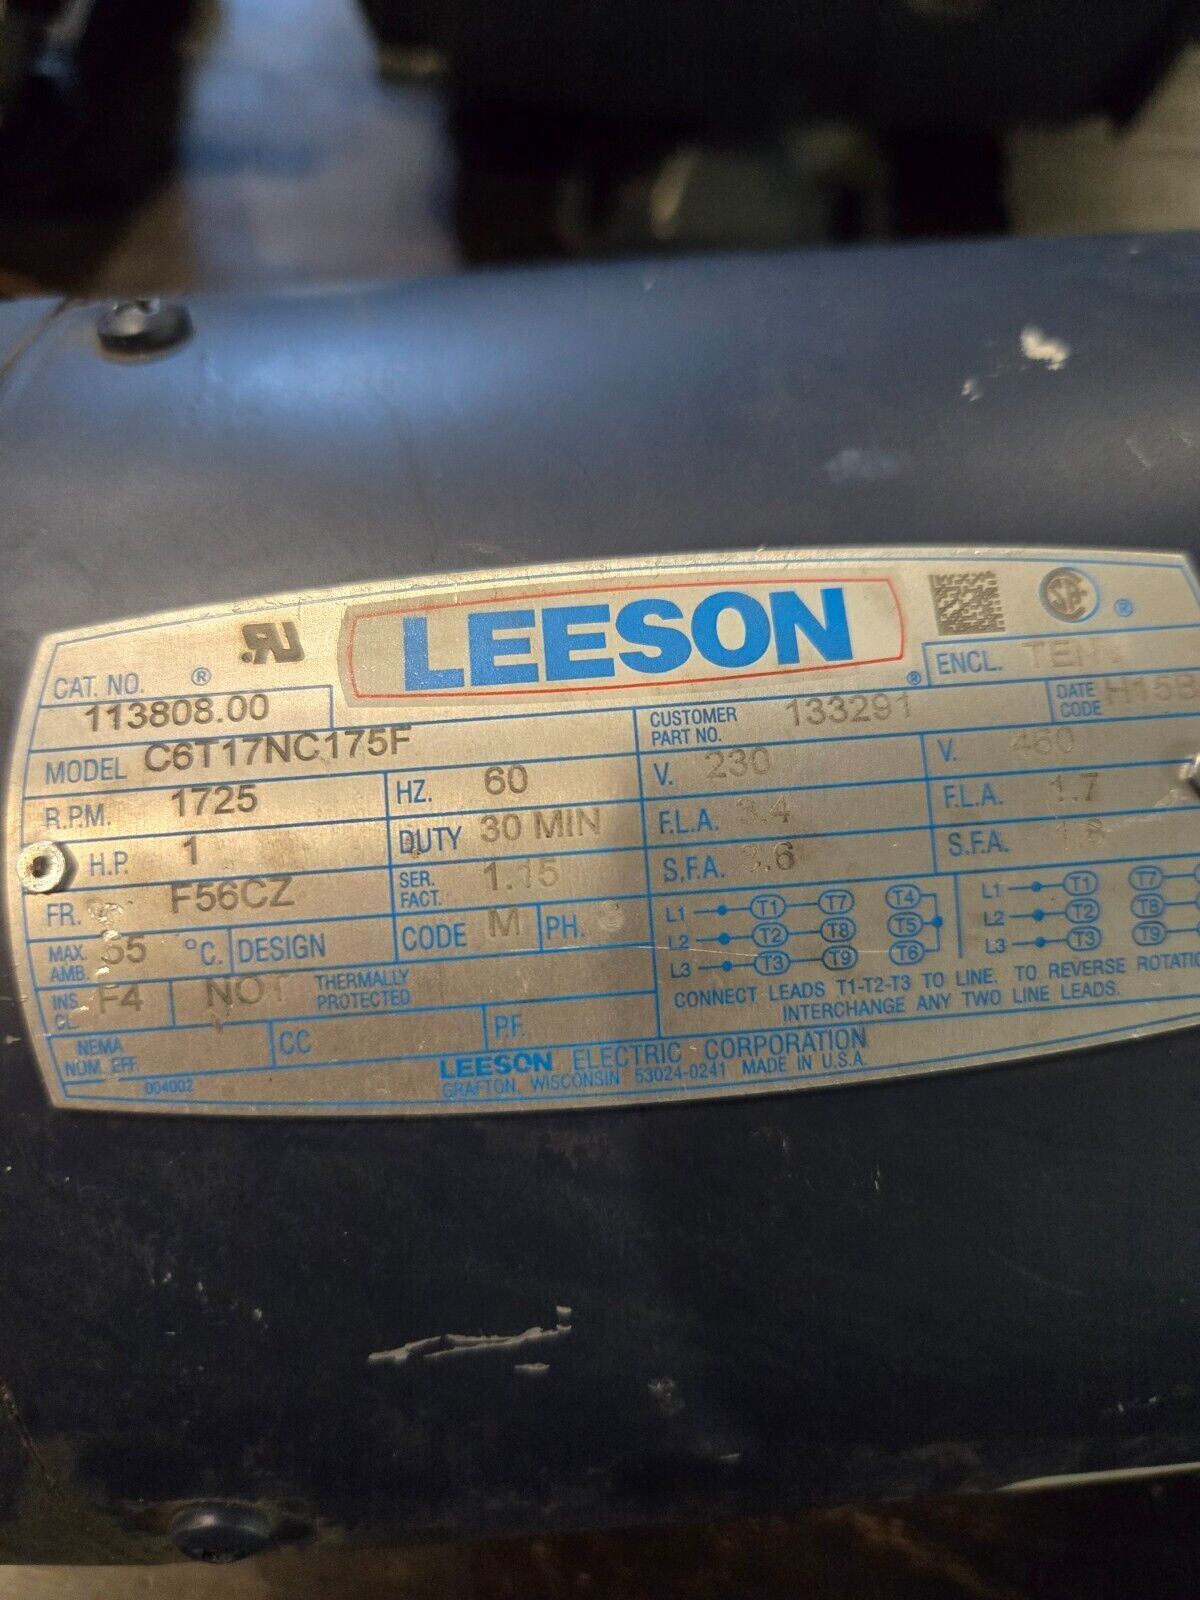 LEESON ®
CAT. NO. ®
113808.00
ENCL.
MODEL C6T17NC175F
CUSTOMER PART NO. 133291
DATE CODE H15B
R.P.M. 1725
HZ. 60
V. 230
V. 460
H.P. 1
DUTY 30 MIN
F.L.A. 3.4
F.L.A. 1.7
FR. F56CZ
SER. FACT. 1.15
S.F.A.
S.F.A.
MAX. AMB. °C.
DESIGN
CODE M
PH.
INS. CL. F4
NOT THERMALLY PROTECTED
L1 T1 T7 T4
L2 T2 T8 T5
L3 T3 T9 T6
L1 T1 T7
L2 T2 T8
L3 T3 T9
CONNECT LEADS T1-T2-T3 TO LINE. TO REVERSE
INTERCHANGE ANY TWO LINE LEADS.
NEMA NOM. EFF.
CC
P.F.
LEESON ELECTRIC CORPORATION
GRAFTON, WISCONSIN 53024-0241 MADE IN U.S.A.
004002